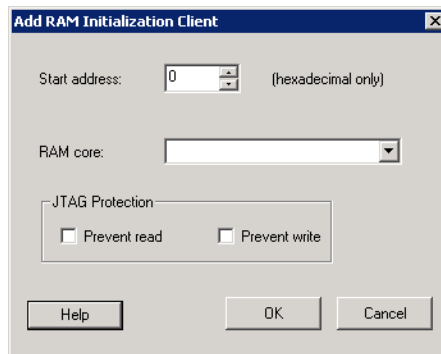 Add RAM Initialization Client
Start address: 0 (hexadecimal only)
RAM core:
JTAG Protection
Prevent read Prevent write
Help OK Cancel